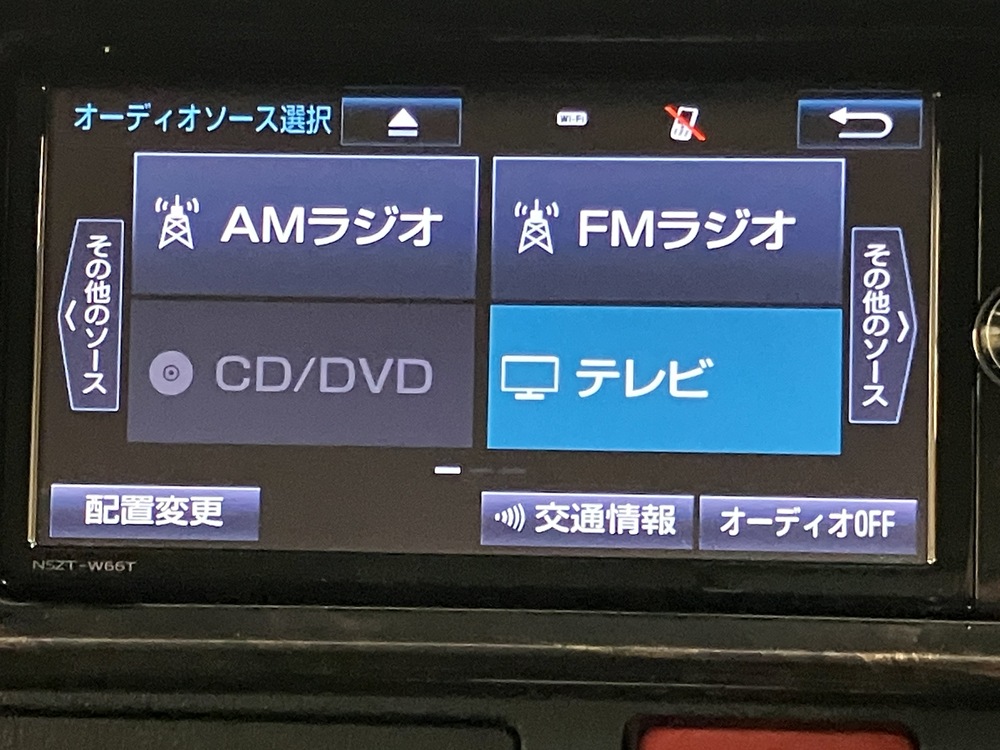 オーディオソース選択
Wi-Fi
AMラジオ
FMラジオ
その他のソース
その他のソース
CD/DVD
テレビ
配置変更
交通情報
オーディオOFF
NSZT-W66T